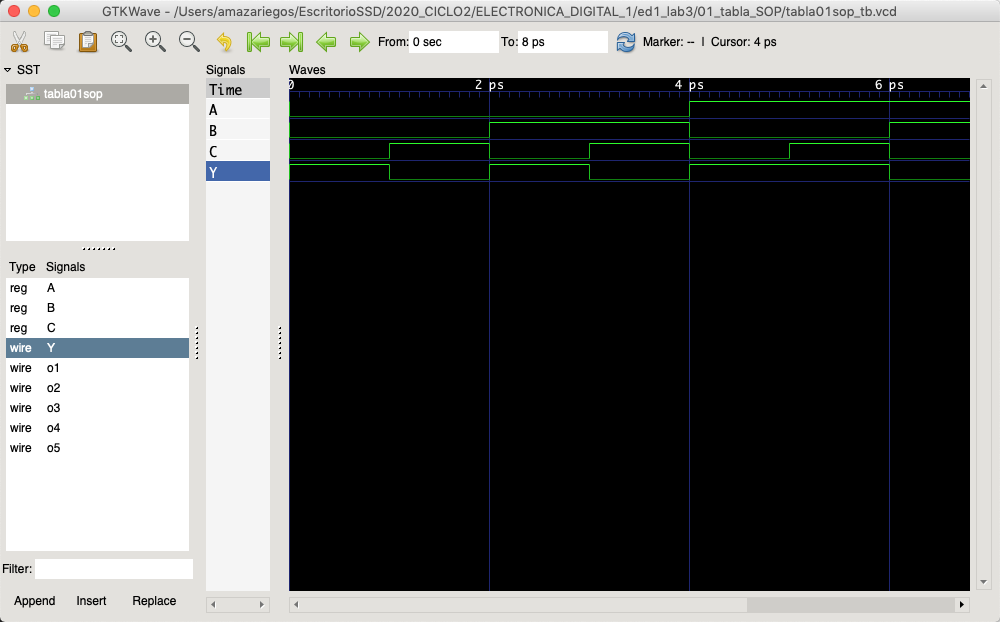 GTKWave - /Users/amazariegos/EscritorioSSD/2020_CICLO2/ELECTRONICA_DIGITAL_1/ed1_lab3/01_tabla_SOP/tabla01sop_tb.vcd
From: 0 sec To: 8 ps Marker: -- | Cursor: 4 ps
SST
tabla01sop
Type Signals
reg A
reg B
reg C
wire Y
wire o1
wire o2
wire o3
wire o4
wire o5
Filter:
Append Insert Replace
Signals
Time
A
B
C
Y
Waves
0 2 ps 4 ps 6 ps